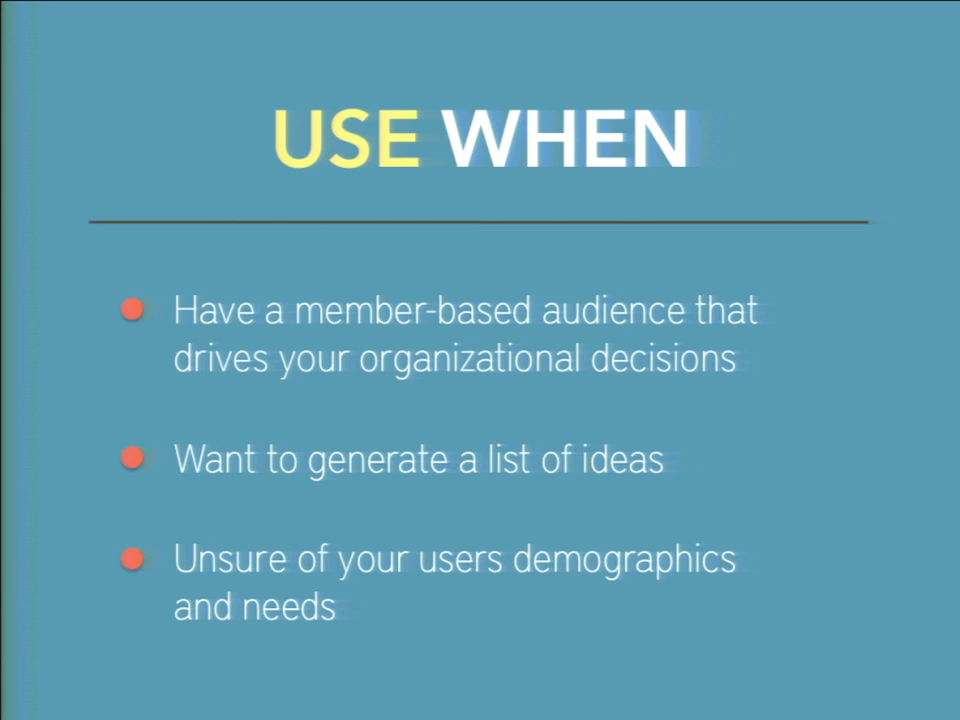 USE WHEN
Have a member-based audience that
drives your organizational decisions
Want to generate a list of ideas
Unsure of your users demographics
and needs